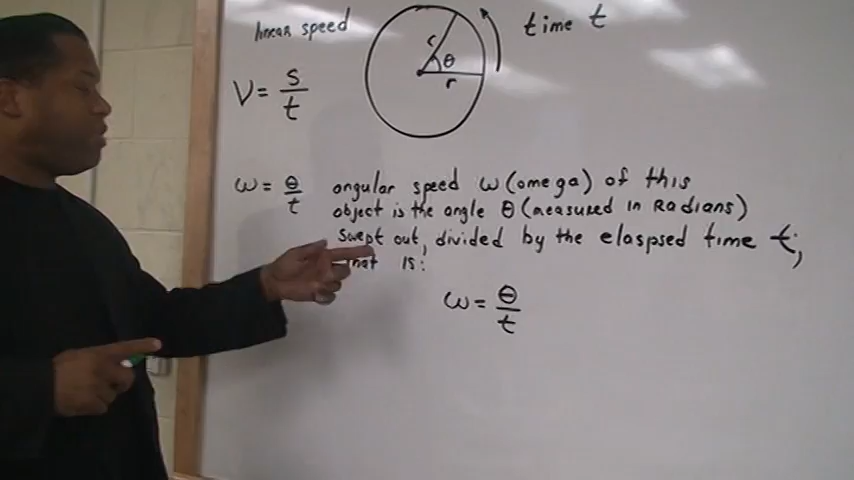 linear speed
r θ
r
time t
V = s/t
ω = θ/t
angular speed ω (omega) of this
object is the angle θ (measured in Radians)
swept out, divided by the elaspsed time t;
is:
ω = θ/t